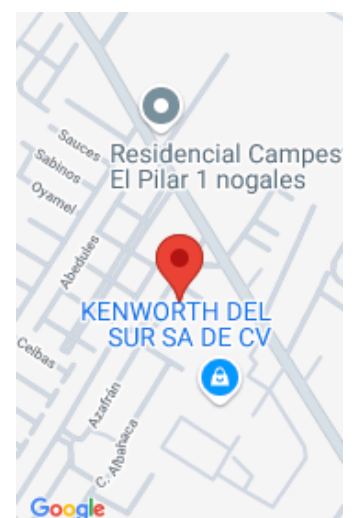 Residencial Campes
El Pilar 1 nogales
Sauces
Sabinos
Oyamel
Abedules
KENWORTH DEL
SUR SA DE CV
Ceibas
Azafrán
C. Albahaca
Google